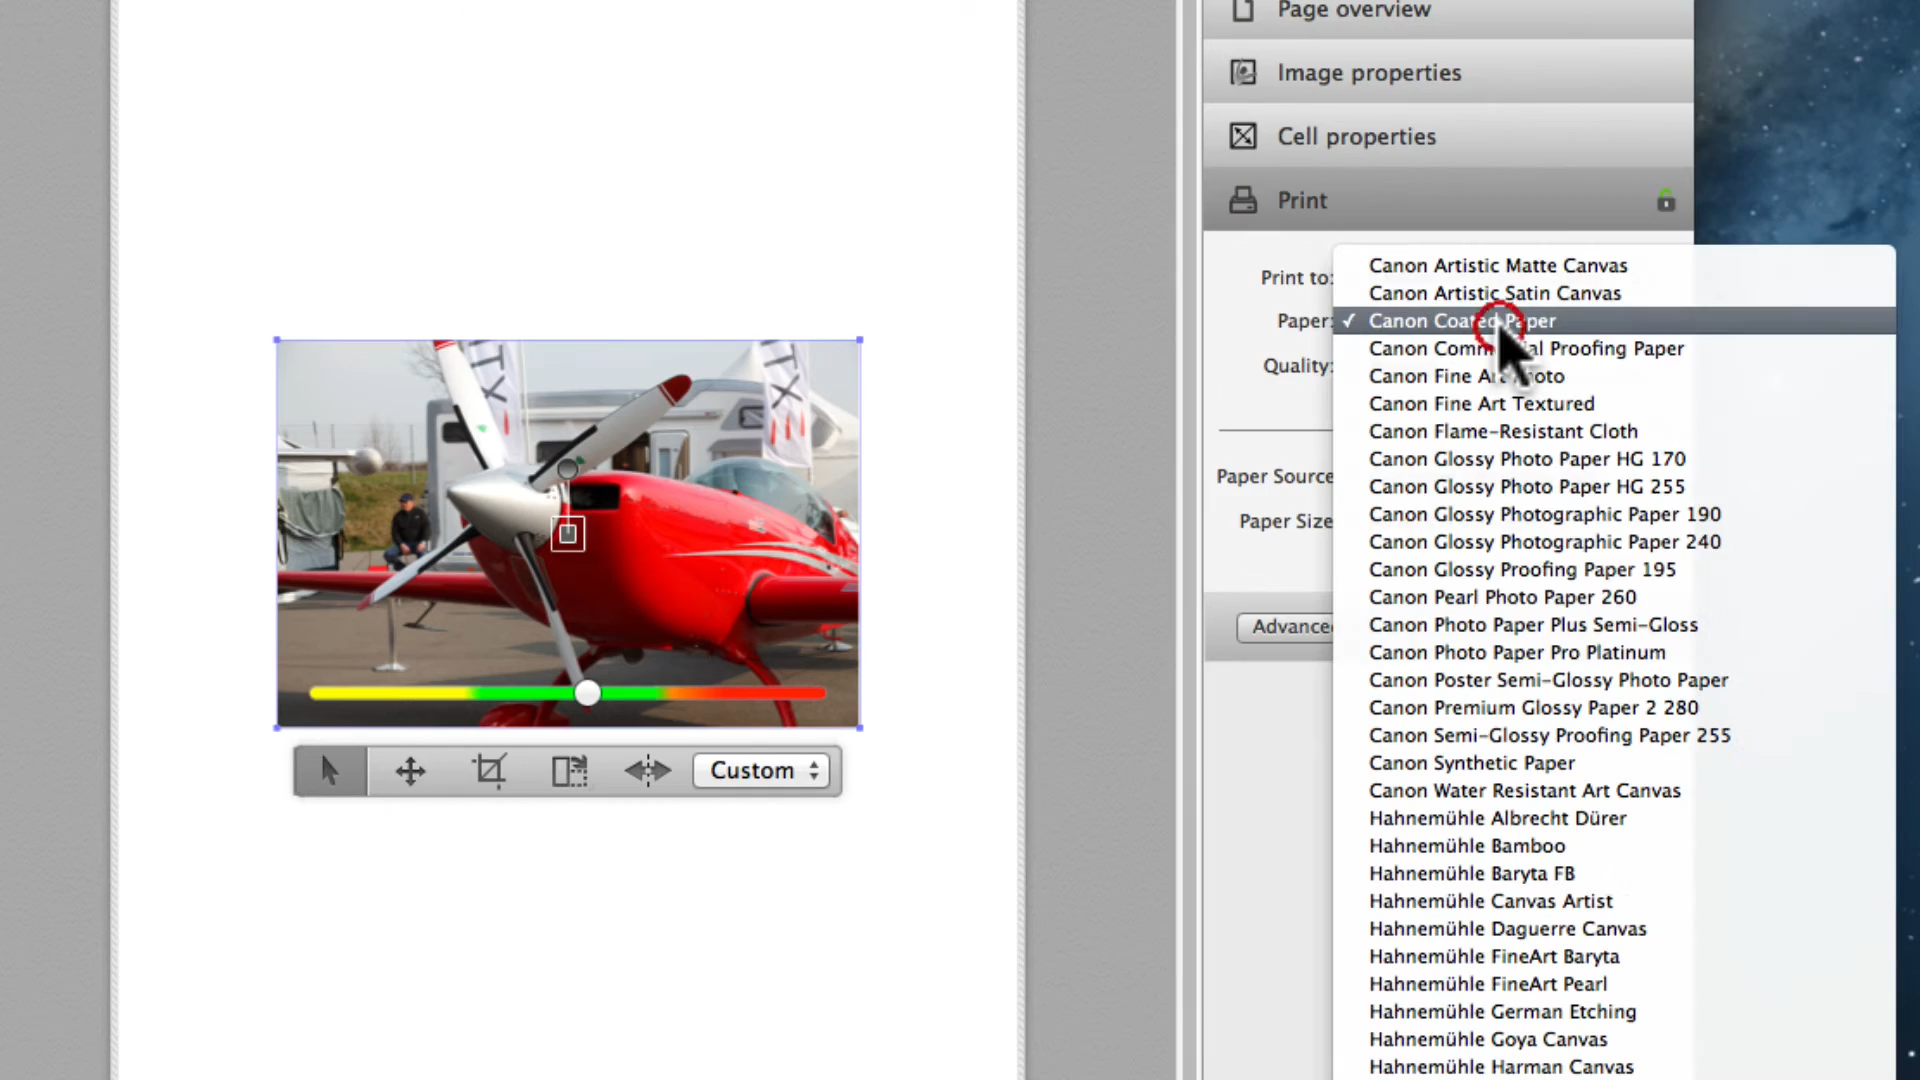 Page overview
Image properties
Cell properties
Print
Print to:
Paper:
Quality:
Paper Source
Paper Size
Canon Artistic Matte Canvas
Canon Artistic Satin Canvas
✓ Canon Coated Paper
Canon Commercial Proofing Paper
Canon Fine Art Photo
Canon Fine Art Textured
Canon Flame-Resistant Cloth
Canon Glossy Photo Paper HG 170
Canon Glossy Photo Paper HG 255
Canon Glossy Photographic Paper 190
Canon Glossy Photographic Paper 240
Canon Glossy Proofing Paper 195
Canon Pearl Photo Paper 260
Canon Photo Paper Plus Semi-Gloss
Canon Photo Paper Pro Platinum
Canon Poster Semi-Glossy Photo Paper
Canon Premium Glossy Paper 2 280
Canon Semi-Glossy Proofing Paper 255
Canon Synthetic Paper
Canon Water Resistant Art Canvas
Hahnemühle Albrecht Dürer
Hahnemühle Bamboo
Hahnemühle Baryta FB
Hahnemühle Canvas Artist
Hahnemühle Daguerre Canvas
Hahnemühle FineArt Baryta
Hahnemühle FineArt Pearl
Hahnemühle German Etching
Hahnemühle Goya Canvas
Hahnemühle Harman Canvas
Custom